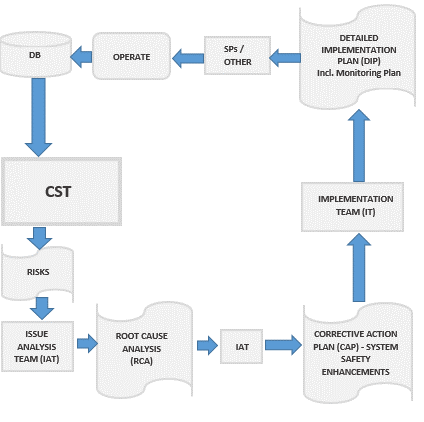 DB
OPERATE
SPs /
OTHER
DETAILED
IMPLEMENTATION
PLAN (DIP)
Incl. Monitoring Plan
CST
IMPLEMENTATION
TEAM (IT)
RISKS
ISSUE
ANALYSIS
TEAM (IAT)
ROOT CAUSE
ANALYSIS
(RCA)
IAT
CORRECTIVE ACTION
PLAN (CAP) - SYSTEM
SAFETY
ENHANCEMENTS